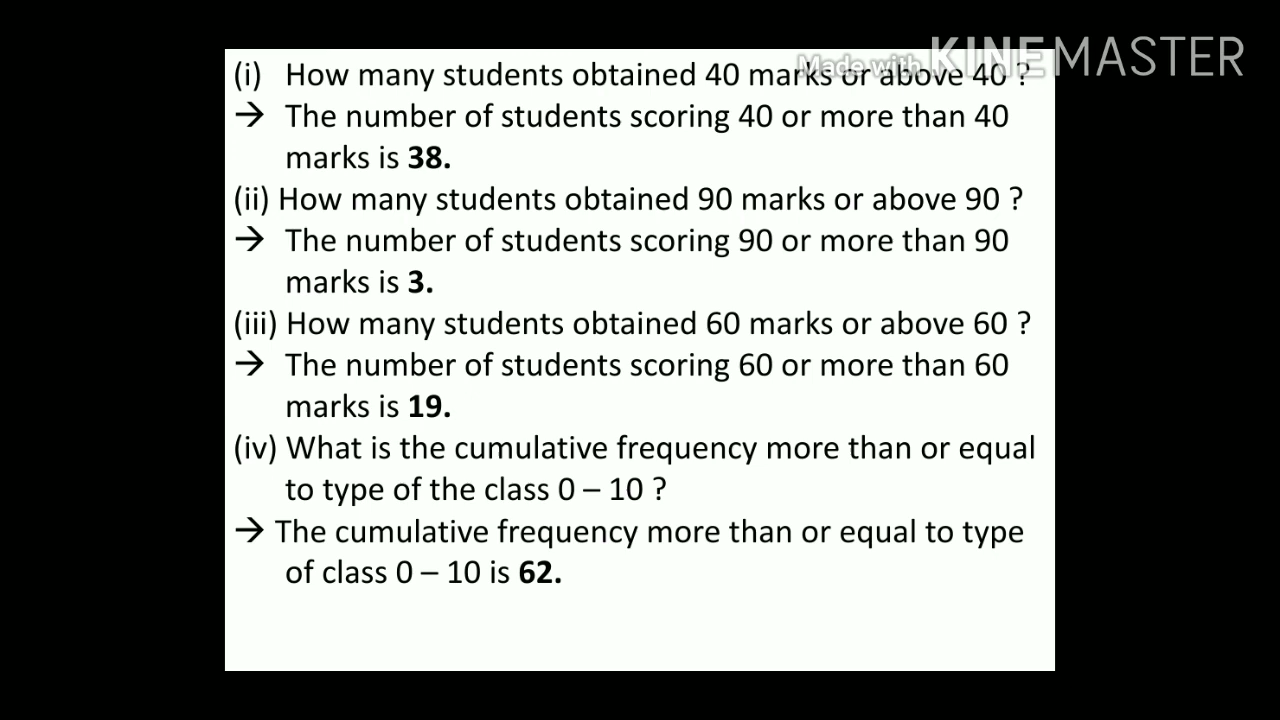 Made with KINEMASTER
(i) How many students obtained 40 marks or above 40 ?
→ The number of students scoring 40 or more than 40
marks is 38.
(ii) How many students obtained 90 marks or above 90 ?
→ The number of students scoring 90 or more than 90
marks is 3.
(iii) How many students obtained 60 marks or above 60 ?
→ The number of students scoring 60 or more than 60
marks is 19.
(iv) What is the cumulative frequency more than or equal
to type of the class 0 – 10 ?
→ The cumulative frequency more than or equal to type
of class 0 – 10 is 62.